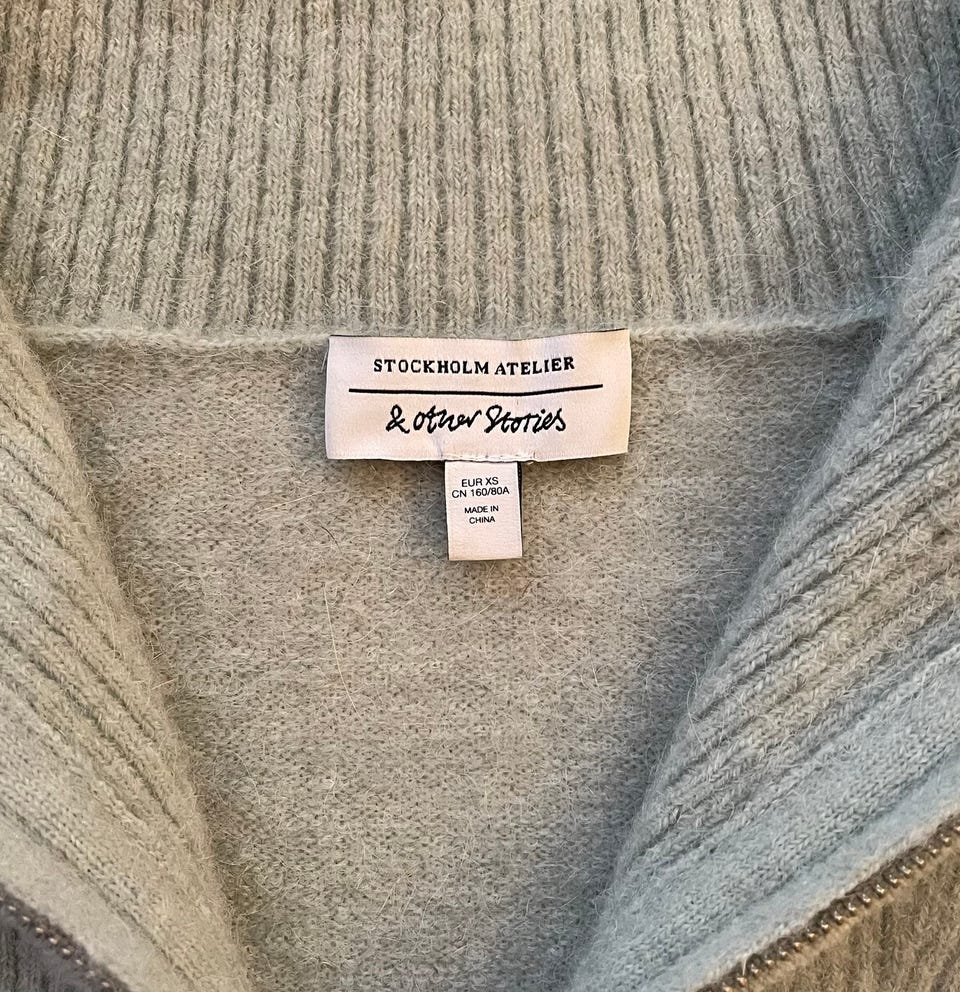 STOCKHOLM ATELIER
& other Stories
EUR XS
CN 160/80A
MADE IN
CHINA